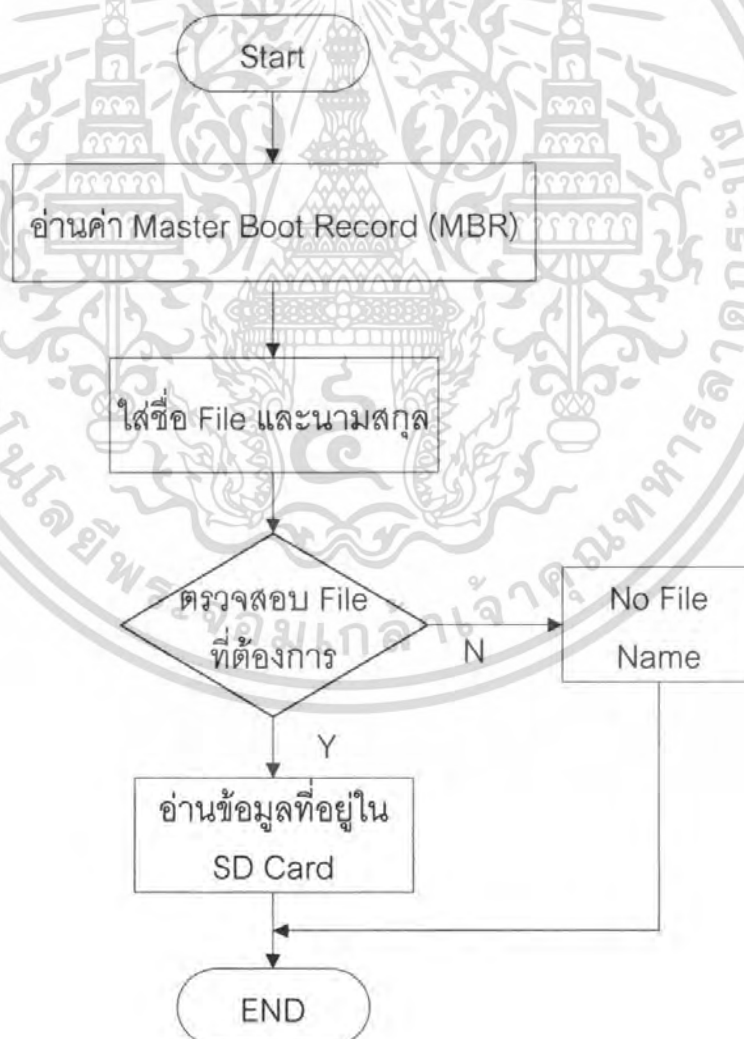 Start
อ่านค่า Master Boot Record (MBR)
ใส่ชื่อ File และนามสกุล
ตรวจสอบ File
ที่ต้องการ
N
No File
Name
Y
อ่านข้อมูลที่อยู่ใน
SD Card
END